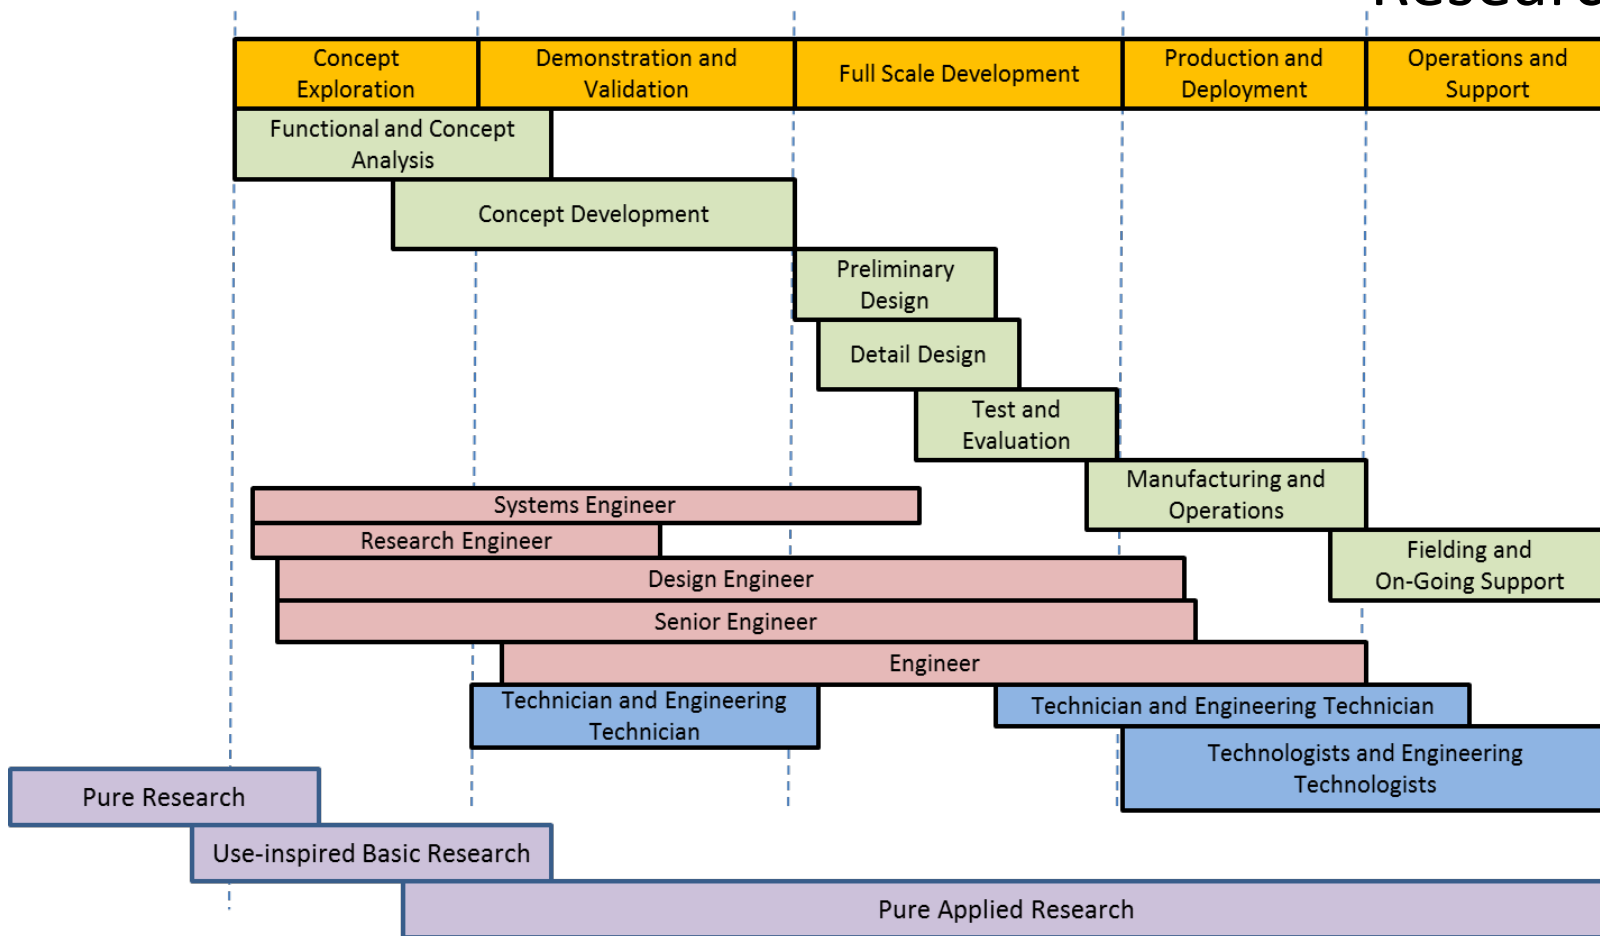 Concept
Exploration
Demonstration and
Validation
Full Scale Development
Production and
Deployment
Operations and
Support
Functional and Concept
Analysis
Concept Development
Preliminary
Design
Detail Design
Test and
Evaluation
Manufacturing and
Operations
Systems Engineer
Research Engineer
Fielding and
On-Going Support
Design Engineer
Senior Engineer
Engineer
Technician and Engineering
Technician
Technician and Engineering Technician
Technologists and Engineering
Technologists
Pure Research
Use-inspired Basic Research
Pure Applied Research